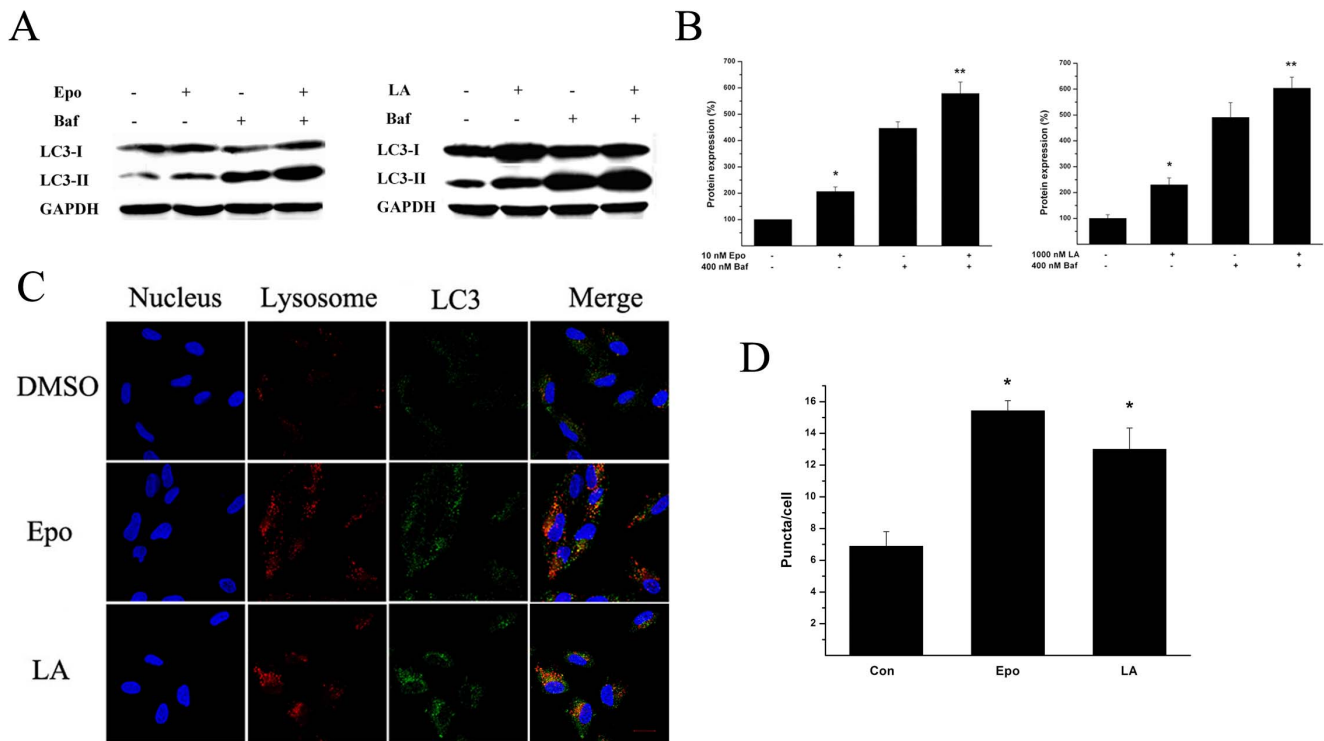 A
Epo - + - +
Baf - - + +
LC3-I
LC3-II
GAPDH
LA - + - +
Baf - - + +
LC3-I
LC3-II
GAPDH
B
Protein expression (%)
700
600
500
400
300
200
100
*
**
10 nM Epo - + - +
400 nM Baf - - + +
Protein expression (%)
700
600
500
400
300
200
100
*
**
1000 nM LA - + - +
400 nM Baf - - + +
C
Nucleus Lysosome LC3 Merge
DMSO
Epo
LA
D
Puncta/cell
16
14
12
10
8
6
4
2
*
*
Con Epo LA